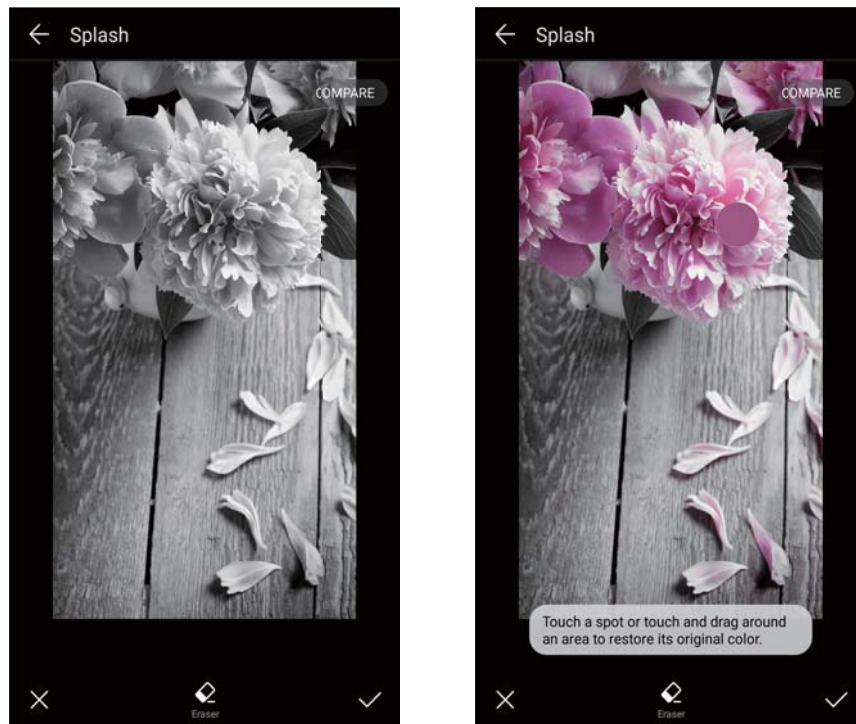 Splash
COMPARE
Eraser
Splash
COMPARE
Touch a spot or touch and drag around
an area to restore its original color.
Eraser